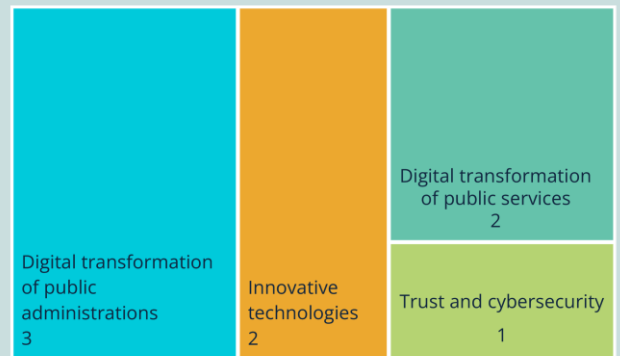 Digital transformation
of public
administrations
3
Innovative
technologies
2
Digital transformation
of public services
2
Trust and cybersecurity
1